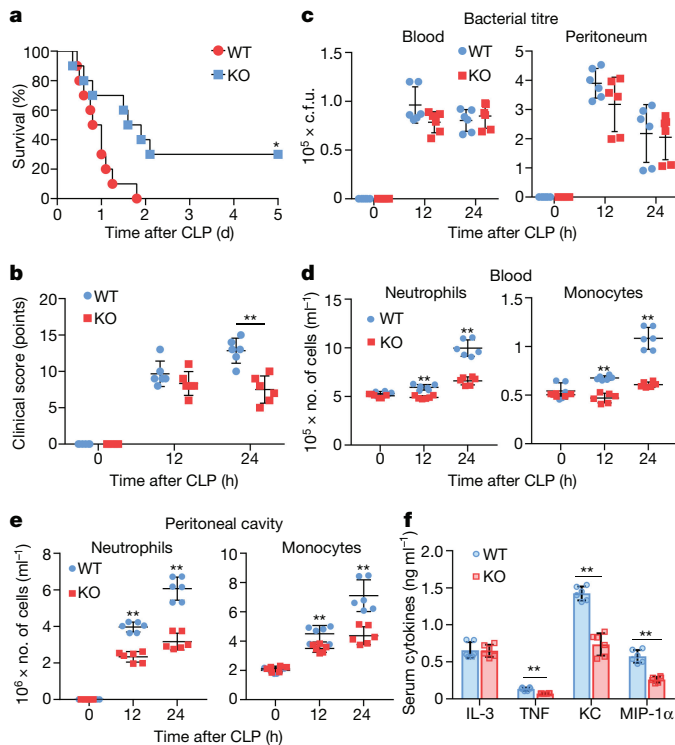 a
WT
KO
Survival (%)
100
80
60
40
20
0
*
0
1
2
3
4
5
Time after CLP (d)
b
WT
KO
**
Clinical score (points)
20
15
10
5
0
0
12
24
Time after CLP (h)
c
Bacterial titre
Blood
Peritoneum
WT
KO
10⁵ × c.f.u.
1.5
1.0
0.5
0
0
12
24
5
4
3
2
1
0
0
12
24
Time after CLP (h)
d
Blood
Neutrophils
Monocytes
WT
KO
10⁵ × no. of cells (ml⁻¹)
15
10
5
0
**
**
0
12
24
1.5
1
0.5
0
**
**
0
12
24
Time after CLP (h)
e
Peritoneal cavity
Neutrophils
Monocytes
WT
KO
10⁶ × no. of cells (ml⁻¹)
8
6
4
2
0
**
**
0
12
24
10
8
6
4
2
0
**
**
0
12
24
Time after CLP (h)
f
WT
KO
Serum cytokines (ng ml⁻¹)
2.0
1.5
1.0
0.5
0
**
**
**
IL-3
TNF
KC
MIP-1α